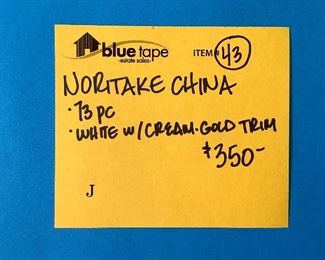 blue tape
-estate sales-
ITEM # 43
NORITAKE CHINA
• 73 PC
• WHITE W/CREAM-GOLD TRIM
$350-
J